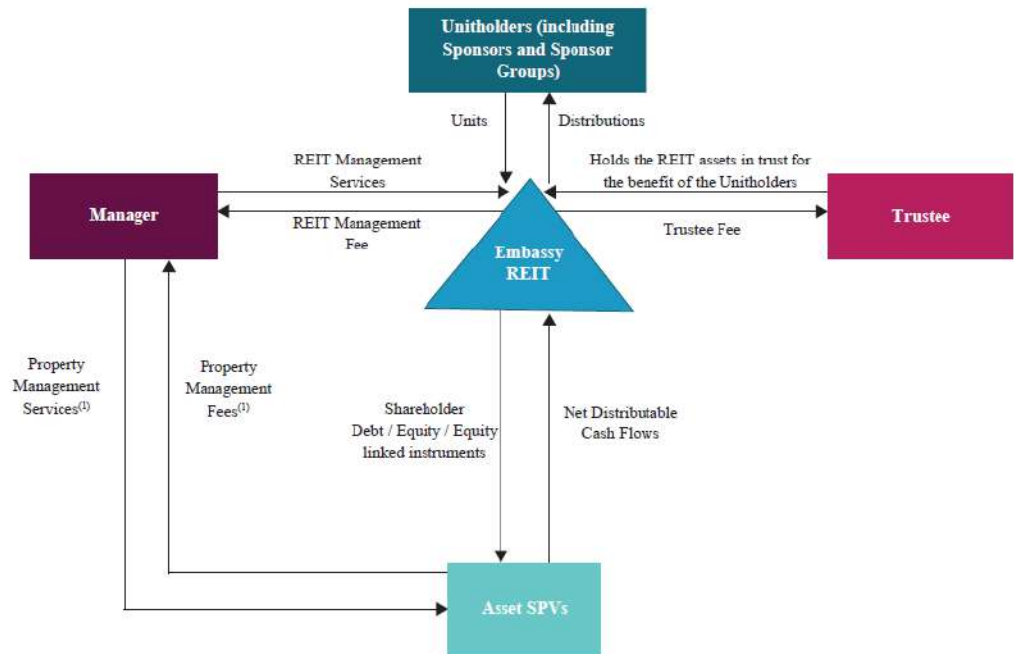 Unitholders (including
Sponsors and Sponsor
Groups)
Units
Distributions
REIT Management
Services
Holds the REIT assets in trust for
the benefit of the Unitholders
Manager
REIT Management
Fee
Trustee Fee
Trustee
Embassy
REIT
Property
Management
Services(1)
Property
Management
Fees(1)
Shareholder
Debt / Equity / Equity
linked instruments
Net Distributable
Cash Flows
Asset SPVs